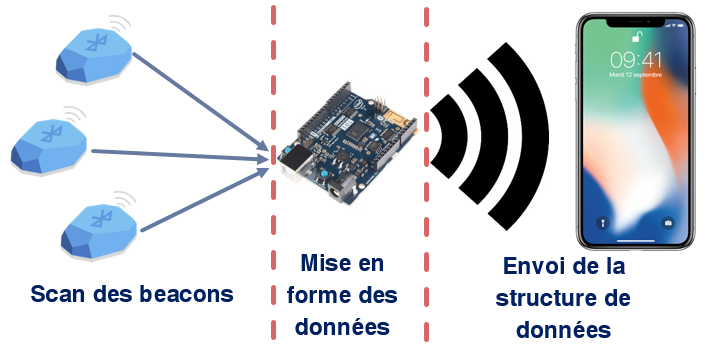 09:41
Mardi 12 septembre
Scan des beacons
Mise en
forme des
données
Envoi de la
structure de
données